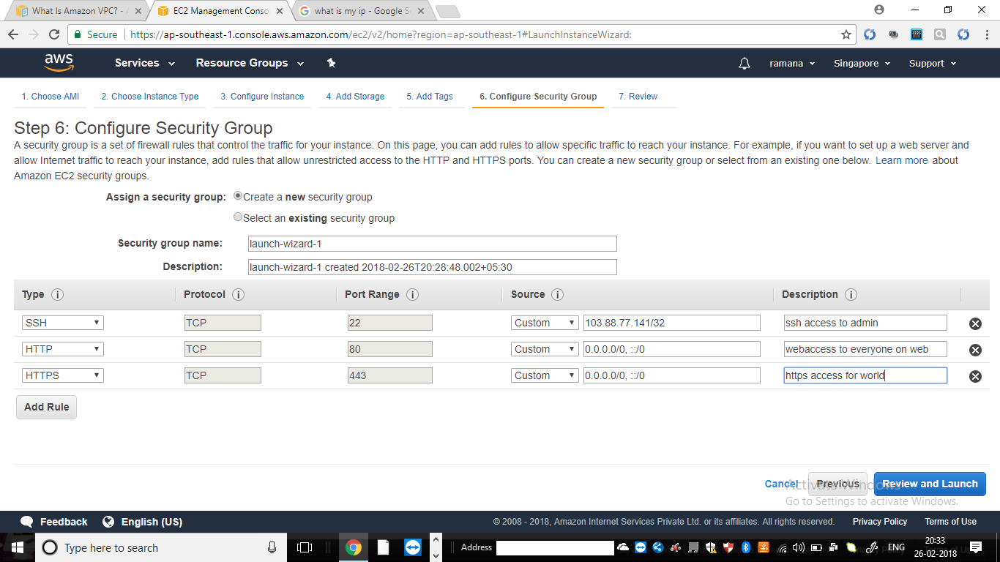 What Is Amazon VPC? -
EC2 Management Conso
what is my ip - Google S
Secure
https://ap-southeast-1.console.aws.amazon.com/ec2/v2/home?region=ap-southeast-1#LaunchInstanceWizard:
aws
Services
Resource Groups
ramana
Singapore
Support
1. Choose AMI
2. Choose Instance Type
3. Configure Instance
4. Add Storage
5. Add Tags
6. Configure Security Group
7. Review
Step 6: Configure Security Group
A security group is a set of firewall rules that control the traffic for your instance. On this page, you can add rules to allow specific traffic to reach your instance. For example, if you want to set up a web server and
allow Internet traffic to reach your instance, add rules that allow unrestricted access to the HTTP and HTTPS ports. You can create a new security group or select from an existing one below. Learn more about
Amazon EC2 security groups.
Assign a security group: Create a new security group
Select an existing security group
Security group name: launch-wizard-1
Description: launch-wizard-1 created 2018-02-26T20:28:48.002+05:30
Type i Protocol i Port Range i Source i Description i
SSH TCP 22 Custom 103.88.77.141/32 ssh access to admin
HTTP TCP 80 Custom 0.0.0.0/0, ::/0 webaccess to everyone on web
HTTPS TCP 443 Custom 0.0.0.0/0, ::/0 https access for world
Add Rule
Cancel Previous Review and Launch
Activate Windows
Go to Settings to activate Windows.
Feedback English (US)
© 2008 - 2018, Amazon Internet Services Private Ltd. or its affiliates. All rights reserved. Privacy Policy Terms of Use
Type here to search
Address
ENG
20:33
26-02-2018